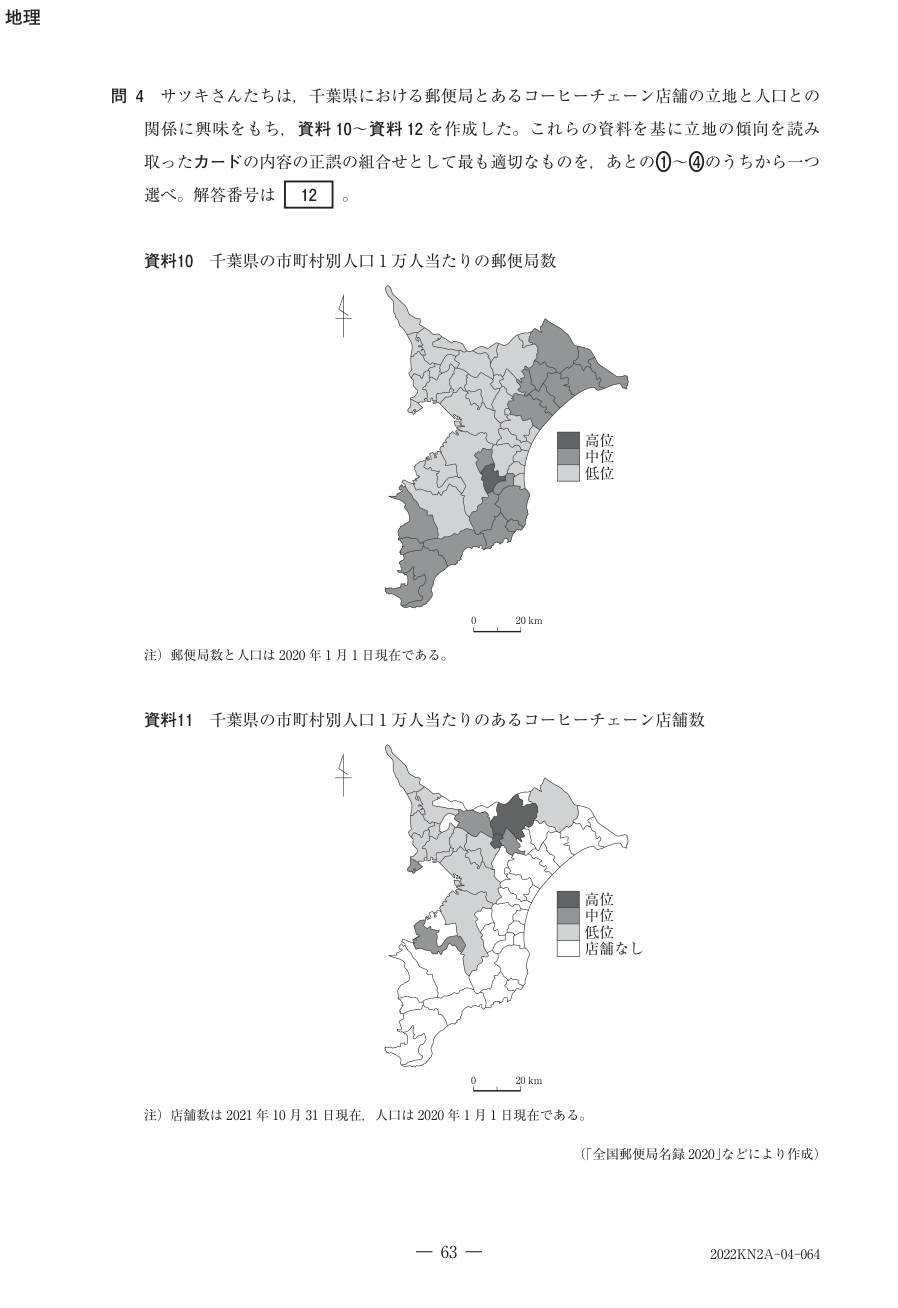 地理
問 4 サツキさんたちは，千葉県における郵便局とあるコーヒーチェーン店舗の立地と人口との
関係に興味をもち，資料 10～資料 12 を作成した。これらの資料を基に立地の傾向を読み
取ったカードの内容の正誤の組合せとして最も適切なものを，あとの①～④のうちから一つ
選べ。解答番号は 12 。
資料10 千葉県の市町村別人口１万人当たりの郵便局数
高位
中位
低位
0 20 km
注）郵便局数と人口は 2020 年 1 月 1 日現在である。
資料11 千葉県の市町村別人口１万人当たりのあるコーヒーチェーン店舗数
高位
中位
低位
店舗なし
0 20 km
注）店舗数は 2021 年 10 月 31 日現在，人口は 2020 年 1 月 1 日現在である。
（「全国郵便局名録 2020」などにより作成）
― 63 ―
2022KN2A-04-064